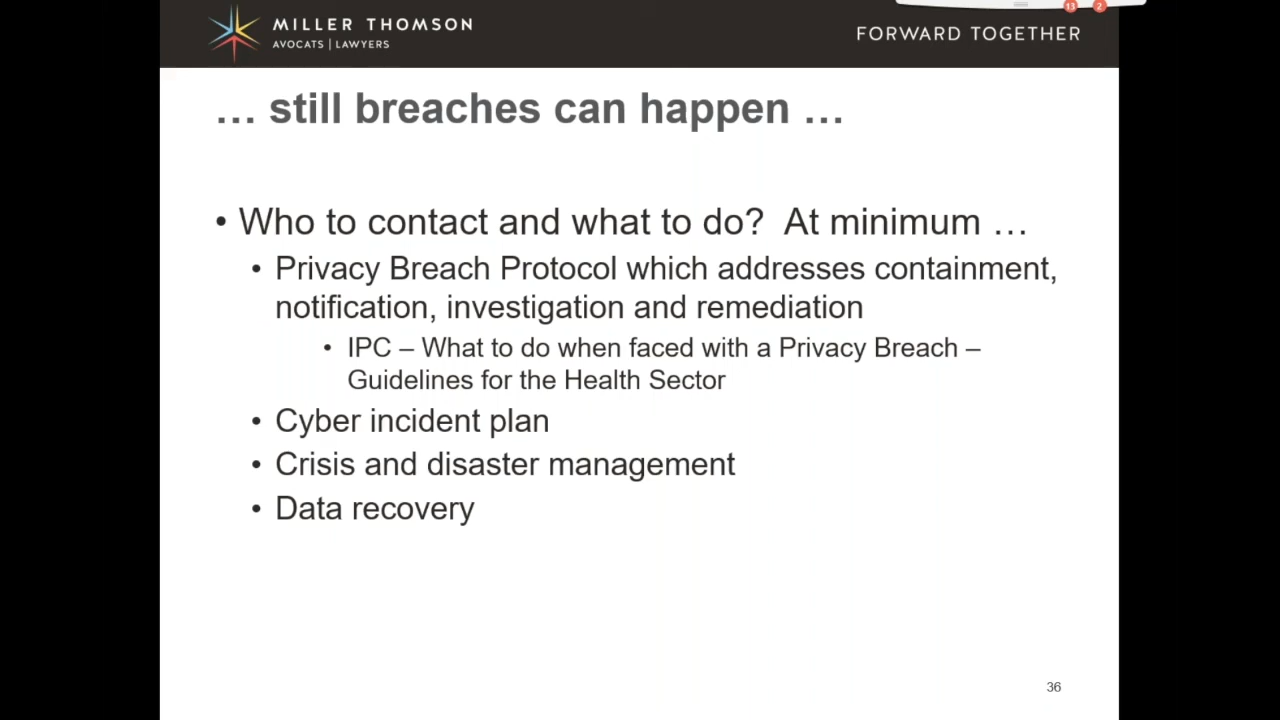 MILLER THOMSON
AVOCATS | LAWYERS
FORWARD TOGETHER
13
2
… still breaches can happen …
• Who to contact and what to do?  At minimum …
• Privacy Breach Protocol which addresses containment,
notification, investigation and remediation
• IPC – What to do when faced with a Privacy Breach –
Guidelines for the Health Sector
• Cyber incident plan
• Crisis and disaster management
• Data recovery
36